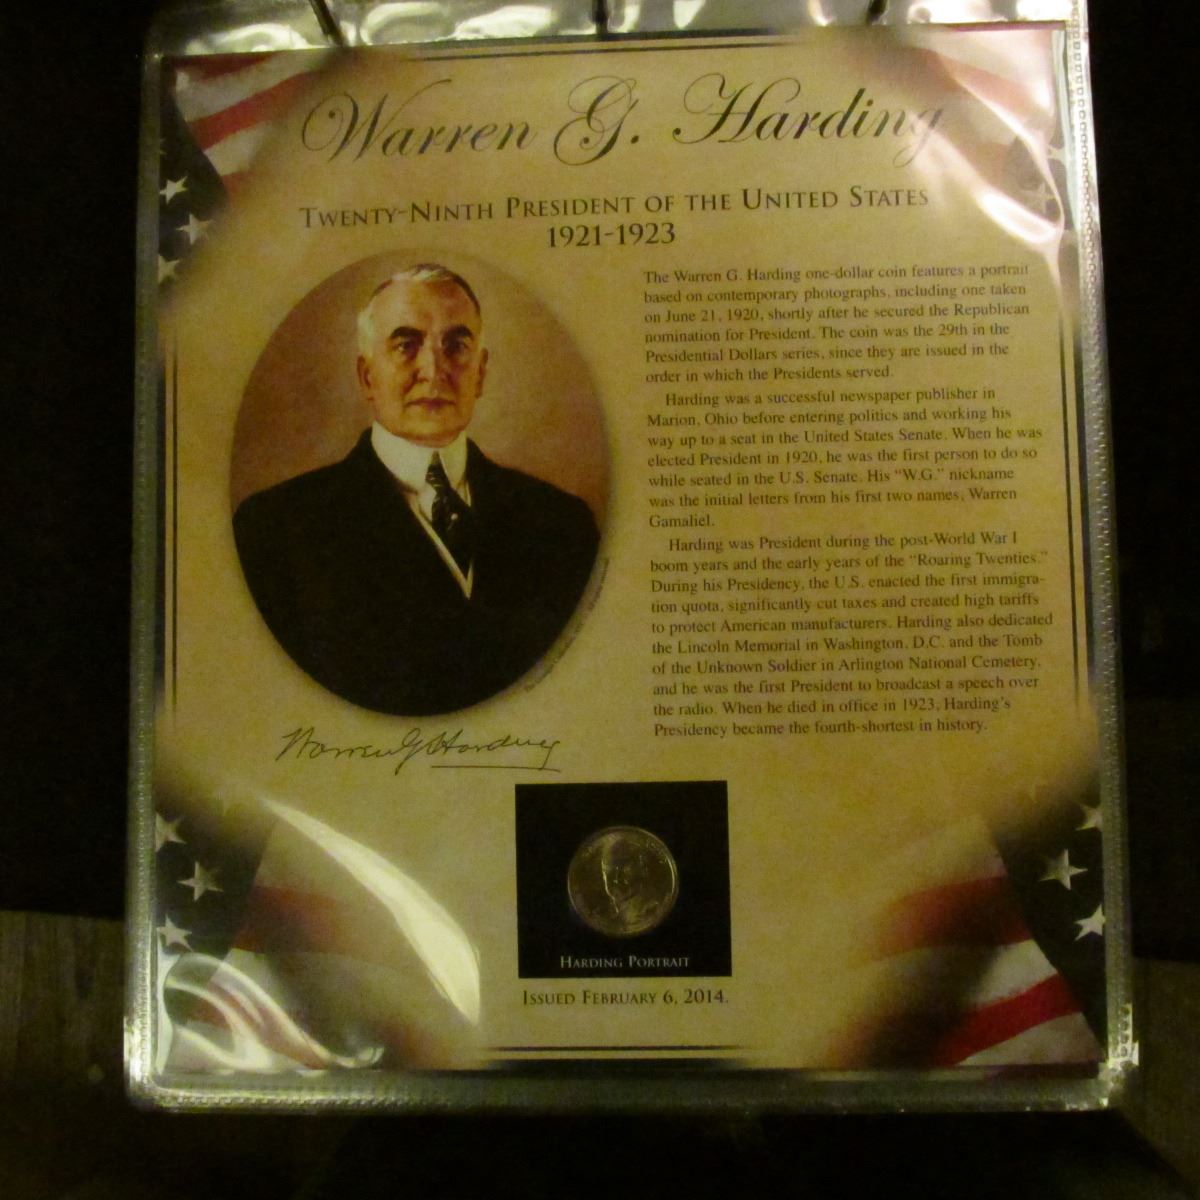 Warren G. Harding
Twenty-Ninth President of the United States
1921-1923
The Warren G. Harding one-dollar coin features a portrait
based on contemporary photographs, including one taken
on June 21, 1920, shortly after he secured the Republican
nomination for President. The coin was the 29th in the
Presidential Dollars series, since they are issued in the
order in which the Presidents served.
Harding was a successful newspaper publisher in
Marion, Ohio before entering politics and working his
way up to a seat in the United States Senate. When he was
elected President in 1920, he was the first person to do so
while seated in the U.S. Senate. His “W.G.” nickname
was the initial letters from his first two names, Warren
Gamaliel.
Harding was President during the post-World War I
boom years and the early years of the “Roaring Twenties.”
During his Presidency, the U.S. enacted the first immigra-
tion quota, significantly cut taxes and created high tariffs
to protect American manufacturers. Harding also dedicated
the Lincoln Memorial in Washington, D.C. and the Tomb
of the Unknown Soldier in Arlington National Cemetery,
and he was the first President to broadcast a speech over
the radio. When he died in office in 1923, Harding’s
Presidency became the fourth-shortest in history.
Warren G Harding
Harding Portrait
Issued February 6, 2014.